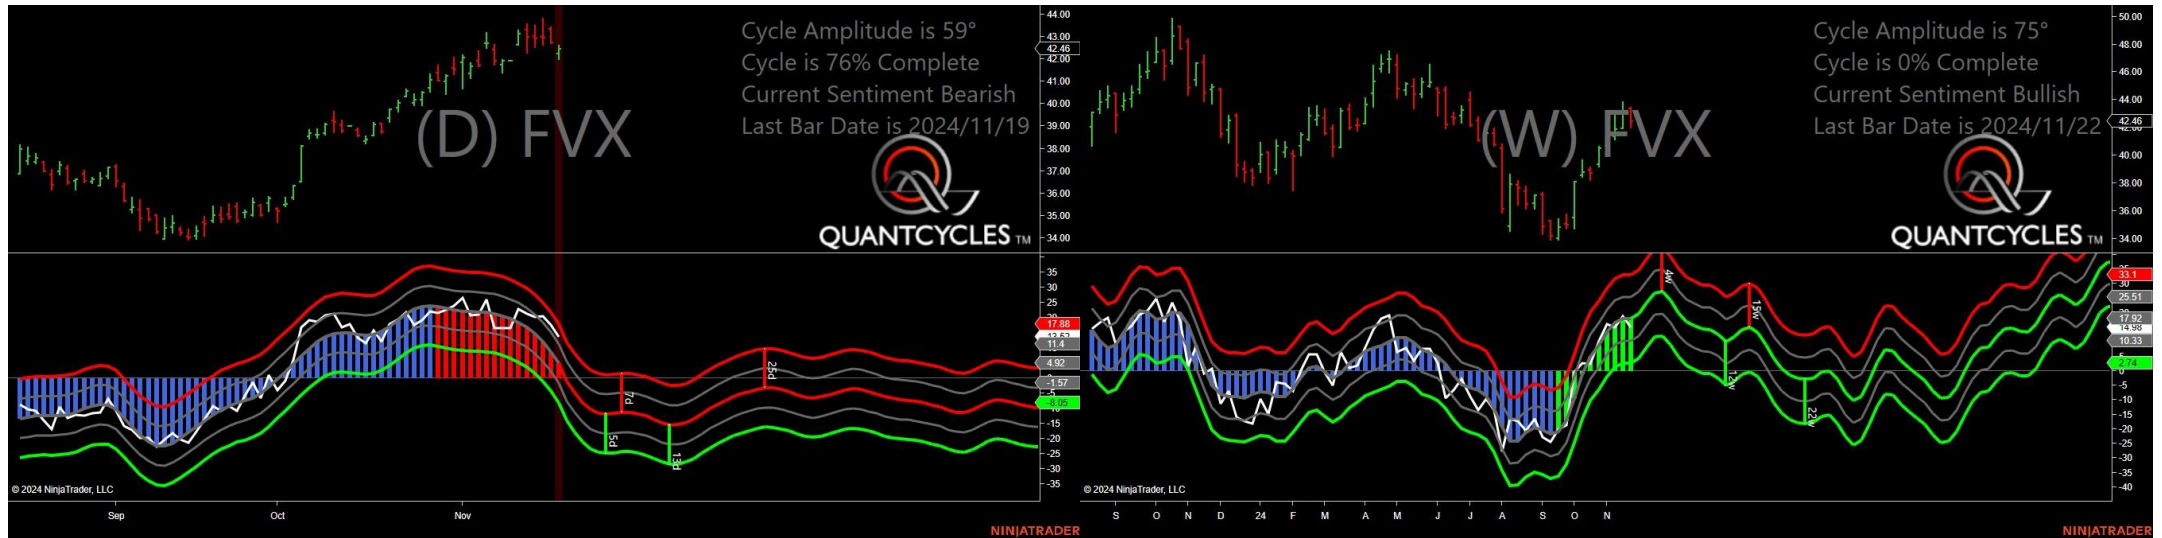 Cycle Amplitude is 59°
Cycle is 76% Complete
Current Sentiment Bearish
Last Bar Date is 2024/11/19
(D) FVX
QUANTCYCLES TM
44.00
43.00
42.46
42.00
41.00
40.00
39.00
38.00
37.00
36.00
35.00
34.00
35
30
25
17.88
11.4
4.92
-1.57
-8.05
-15
-20
-25
-30
-35
5d
7d
13d
25d
© 2024 NinjaTrader, LLC
Sep Oct Nov
NINJATRADER
Cycle Amplitude is 75°
Cycle is 0% Complete
Current Sentiment Bullish
Last Bar Date is 2024/11/22
(W) FVX
QUANTCYCLES TM
50.00
48.00
46.00
44.00
42.46
40.00
38.00
36.00
34.00
33.1
30
25.51
17.92
14.98
10.33
2.74
-5
-10
-15
-20
-25
-30
-35
-40
4w
12w
15w
22w
© 2024 NinjaTrader, LLC
S O N D 24 F M A M J J A S O N
NINJATRADER